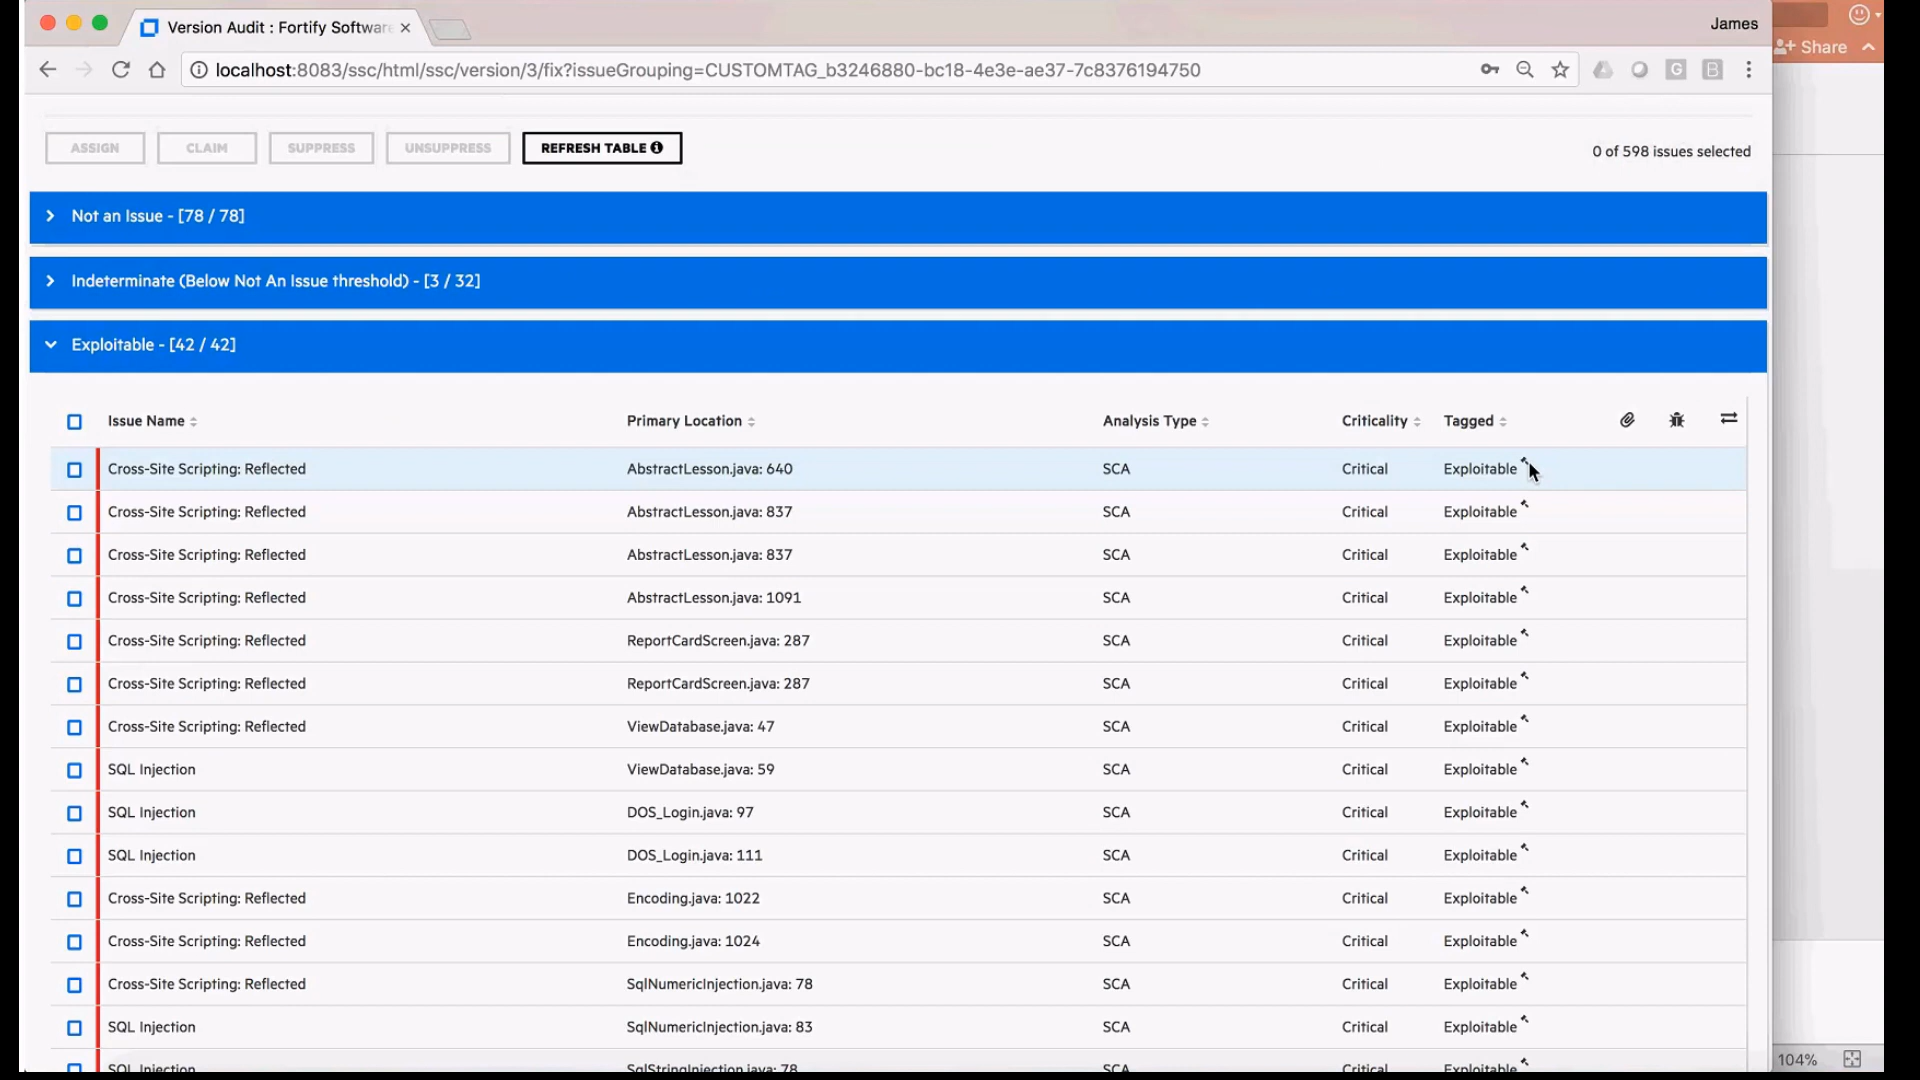 Version Audit : Fortify Softwar
James
Share
localhost:8083/ssc/html/ssc/version/3/fix?issueGrouping=CUSTOMTAG_b3246880-bc18-4e3e-ae37-7c8376194750
G
B
ASSIGN CLAIM SUPPRESS UNSUPPRESS REFRESH TABLE 0 of 598 issues selected
Not an Issue - [78 / 78]
Indeterminate (Below Not An Issue threshold) - [3 / 32]
Exploitable - [42 / 42]
Issue Name Primary Location Analysis Type Criticality Tagged
Cross-Site Scripting: Reflected AbstractLesson.java: 640 SCA Critical Exploitable
Cross-Site Scripting: Reflected AbstractLesson.java: 837 SCA Critical Exploitable
Cross-Site Scripting: Reflected AbstractLesson.java: 837 SCA Critical Exploitable
Cross-Site Scripting: Reflected AbstractLesson.java: 1091 SCA Critical Exploitable
Cross-Site Scripting: Reflected ReportCardScreen.java: 287 SCA Critical Exploitable
Cross-Site Scripting: Reflected ReportCardScreen.java: 287 SCA Critical Exploitable
Cross-Site Scripting: Reflected ViewDatabase.java: 47 SCA Critical Exploitable
SQL Injection ViewDatabase.java: 59 SCA Critical Exploitable
SQL Injection DOS_Login.java: 97 SCA Critical Exploitable
SQL Injection DOS_Login.java: 111 SCA Critical Exploitable
Cross-Site Scripting: Reflected Encoding.java: 1022 SCA Critical Exploitable
Cross-Site Scripting: Reflected Encoding.java: 1024 SCA Critical Exploitable
Cross-Site Scripting: Reflected SqlNumericInjection.java: 78 SCA Critical Exploitable
SQL Injection SqlNumericInjection.java: 83 SCA Critical Exploitable
SQL Injection SqlStringInjection.java: 78 SCA Critical Exploitable
104%